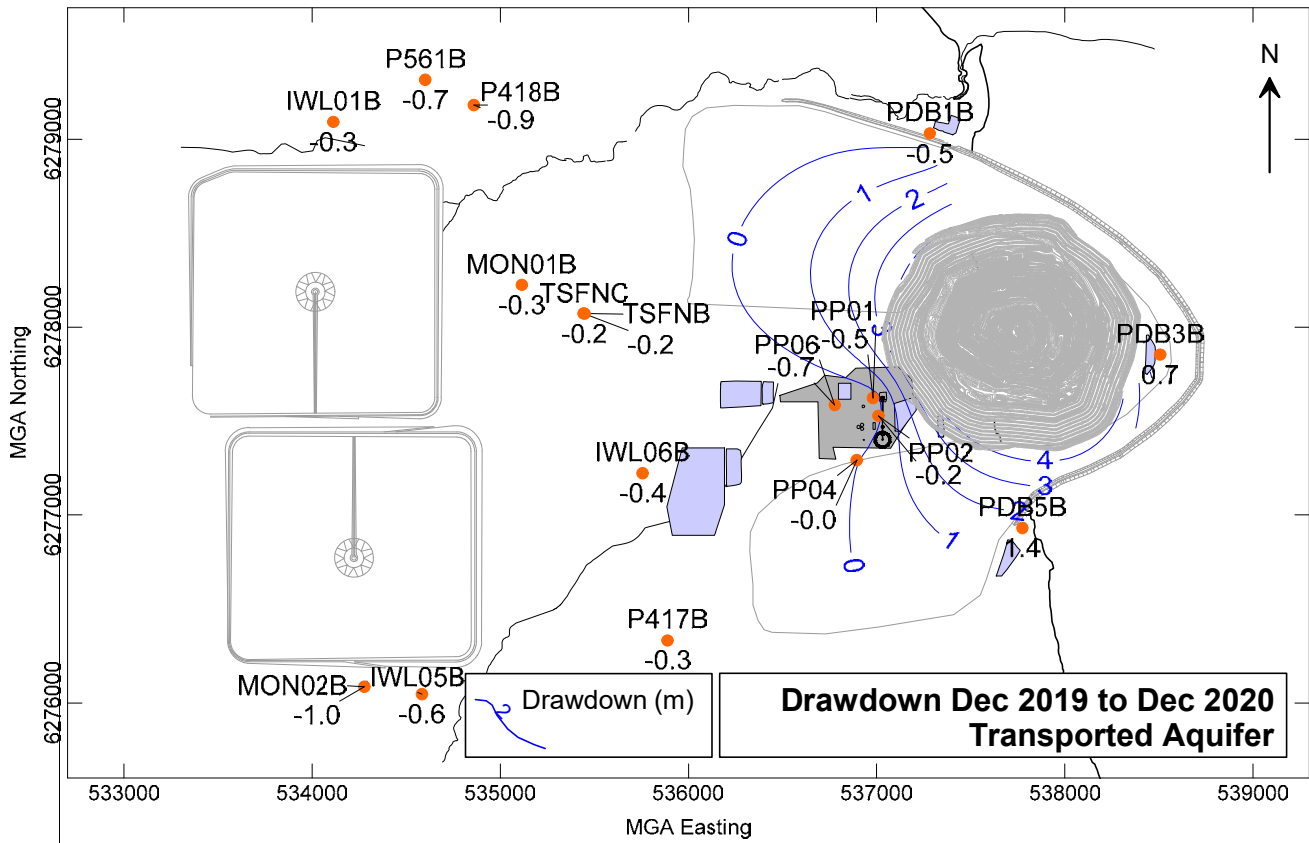 P561B
-0.7
P418B
-0.9
IWL01B
-0.3
PDB1B
-0.5
N
6279000
1
2
0
MON01B
-0.3
TSFNC
-0.2
TSFNB
-0.2
6278000
PP01
-0.5
PP06
-0.7
PDB3B
0.7
MGA Northing
IWL06B
-0.4
PP02
-0.2
PP04
-0.0
4
3
2
1
0
PDB5B
1.4
6277000
P417B
-0.3
MON02B
-1.0
IWL05B
-0.6
6276000
2
Drawdown (m)
Drawdown Dec 2019 to Dec 2020
Transported Aquifer
533000
534000
535000
536000
537000
538000
539000
MGA Easting